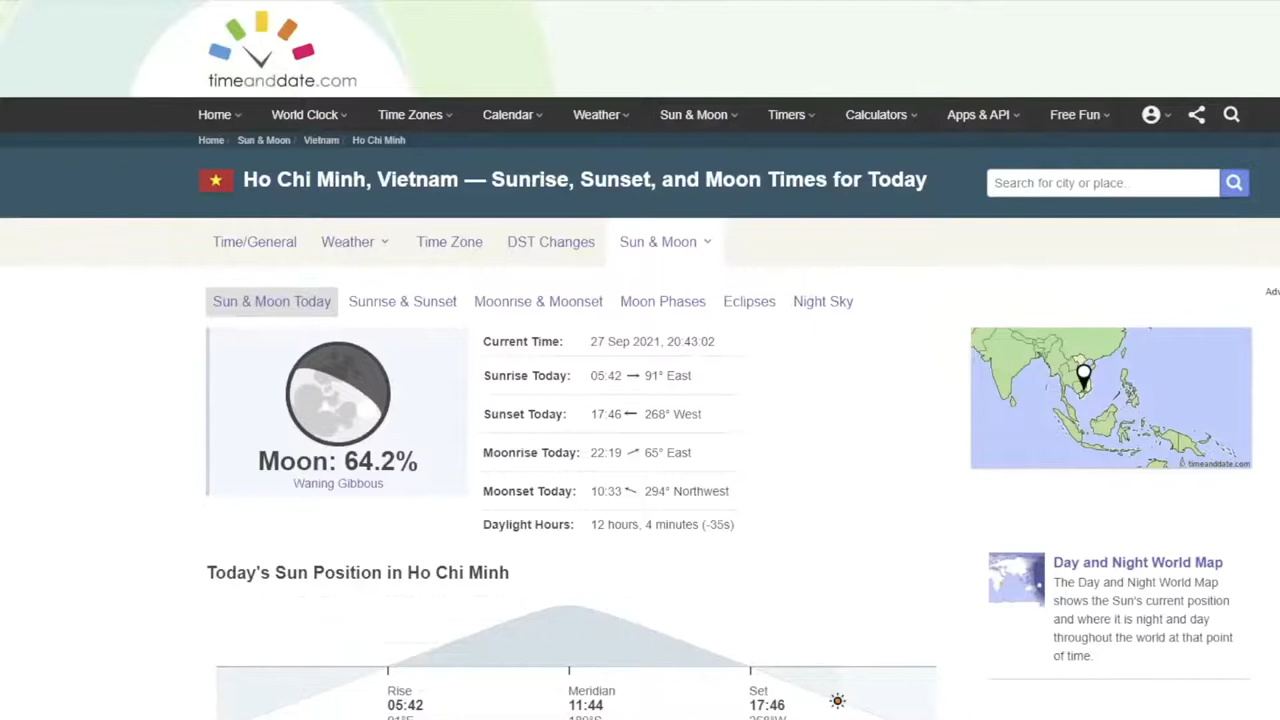 timeanddate.com
Home World Clock Time Zones Calendar Weather Sun & Moon Timers Calculators Apps & API Free Fun
Home / Sun & Moon / Vietnam / Ho Chi Minh
Ho Chi Minh, Vietnam — Sunrise, Sunset, and Moon Times for Today
Search for city or place..
Time/General Weather Time Zone DST Changes Sun & Moon
Sun & Moon Today Sunrise & Sunset Moonrise & Moonset Moon Phases Eclipses Night Sky
Moon: 64.2%
Waning Gibbous
Current Time: 27 Sep 2021, 20:43:02
Sunrise Today: 05:42 → 91° East
Sunset Today: 17:46 ← 268° West
Moonrise Today: 22:19 65° East
Moonset Today: 10:33 294° Northwest
Daylight Hours: 12 hours, 4 minutes (-35s)
timeanddate.com
Today's Sun Position in Ho Chi Minh
Rise Meridian Set
05:42 11:44 17:46
Day and Night World Map
The Day and Night World Map
shows the Sun's current position
and where it is night and day
throughout the world at that point
of time.